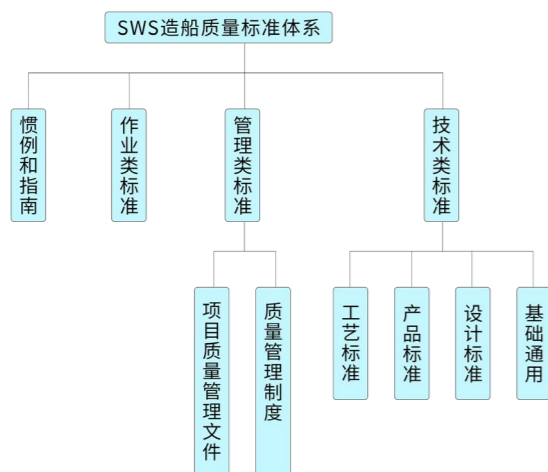 SWS造船质量标准体系
惯例和指南
作业类标准
管理类标准
技术类标准
项目质量管理文件
质量管理制度
工艺标准
产品标准
设计标准
基础通用